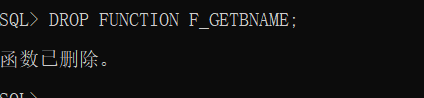 SQL> DROP FUNCTION F_GETBNAME;
函数已删除。
SQL>